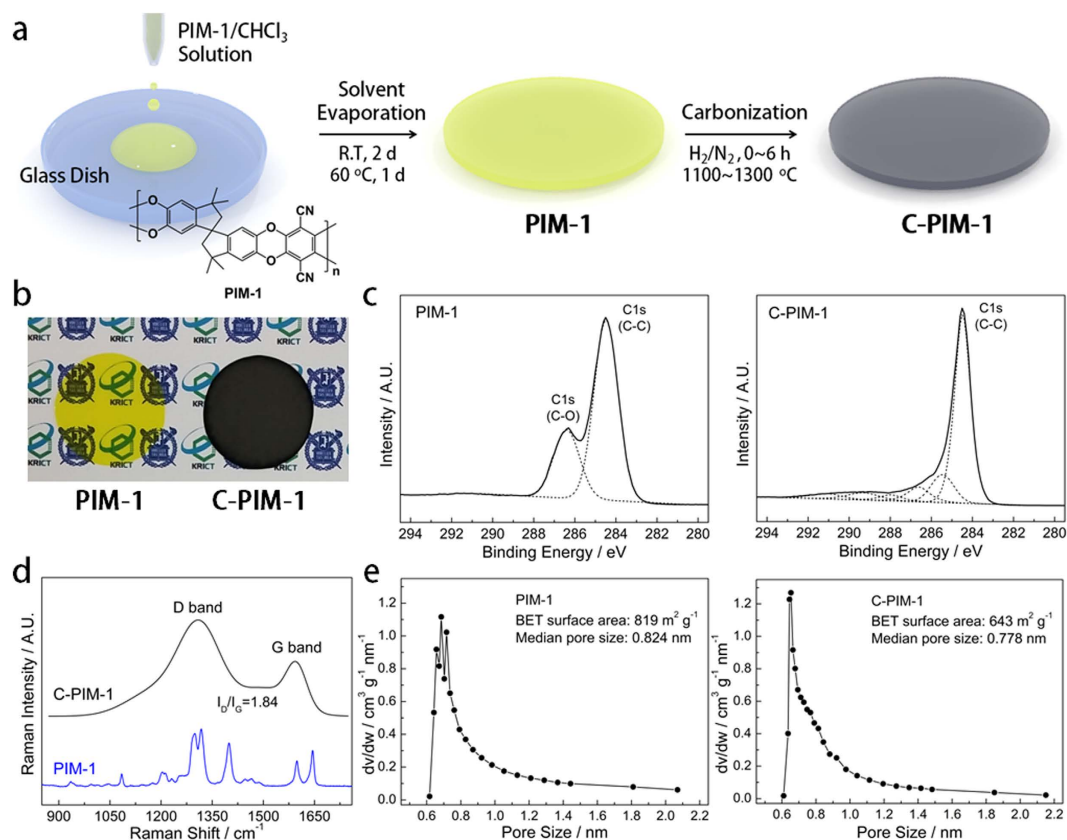 a
PIM-1/CHCl₃
Solution
Glass Dish
Solvent
Evaporation
R.T, 2 d
60 ºC, 1 d
Carbonization
H₂/N₂, 0~6 h
1100~1300 ºC
O
O
O
O
CN
CN
n
PIM-1
PIM-1
C-PIM-1
b
KRICT
KRICT
KRICT
KRICT
KRICT
KRICT
PIM-1
C-PIM-1
c
PIM-1
C1s
(C-C)
C1s
(C-O)
Intensity / A.U.
294 292 290 288 286 284 282 280
Binding Energy / eV
C-PIM-1
C1s
(C-C)
Intensity / A.U.
294 292 290 288 286 284 282 280
Binding Energy / eV
d
D band
G band
C-PIM-1
I_D/I_G=1.84
PIM-1
Raman Intensity / A.U.
900 1050 1200 1350 1500 1650
Raman Shift / cm⁻¹
e
PIM-1
BET surface area: 819 m² g⁻¹
Median pore size: 0.824 nm
dv/dw / cm³ g⁻¹ nm⁻¹
1.2
1.0
0.8
0.6
0.4
0.2
0.0
0.6 0.8 1.0 1.2 1.4 1.6 1.8 2.0 2.2
Pore Size / nm
C-PIM-1
BET surface area: 643 m² g⁻¹
Median pore size: 0.778 nm
dv/dw / cm³ g⁻¹ nm⁻¹
1.2
1.0
0.8
0.6
0.4
0.2
0.0
0.6 0.8 1.0 1.2 1.4 1.6 1.8 2.0 2.2
Pore Size / nm